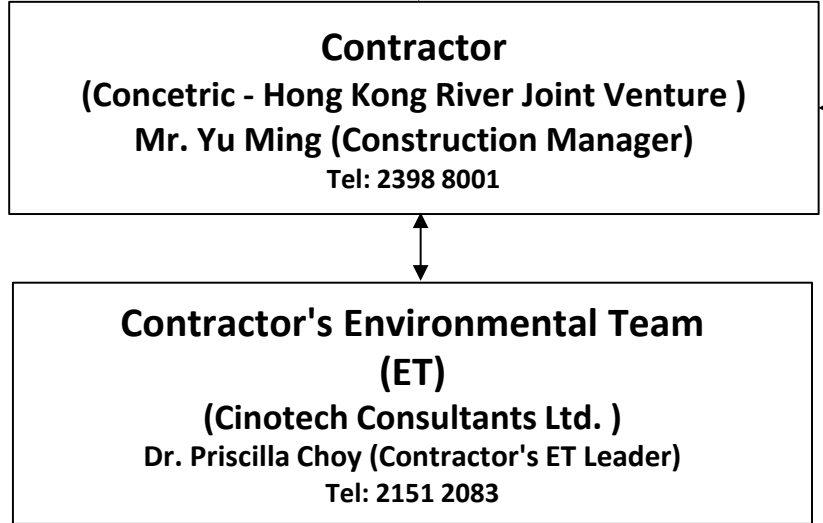 Contractor
(Concetric - Hong Kong River Joint Venture )
Mr. Yu Ming (Construction Manager)
Tel: 2398 8001
Contractor's Environmental Team
(ET)
(Cinotech Consultants Ltd. )
Dr. Priscilla Choy (Contractor's ET Leader)
Tel: 2151 2083